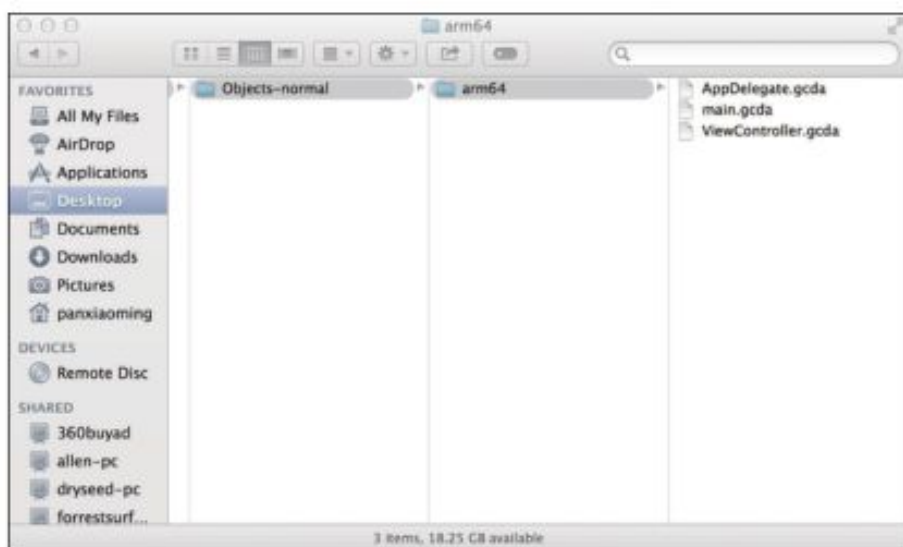 arm64
FAVORITES
All My Files
AirDrop
Applications
Desktop
Documents
Downloads
Pictures
panxiaoming
DEVICES
Remote Disc
SHARED
360buyad
allen-pc
dryseed-pc
forrestsurf...
Objects-normal
arm64
AppDelegate.gcda
main.gcda
ViewController.gcda
3 items, 18.25 GB available